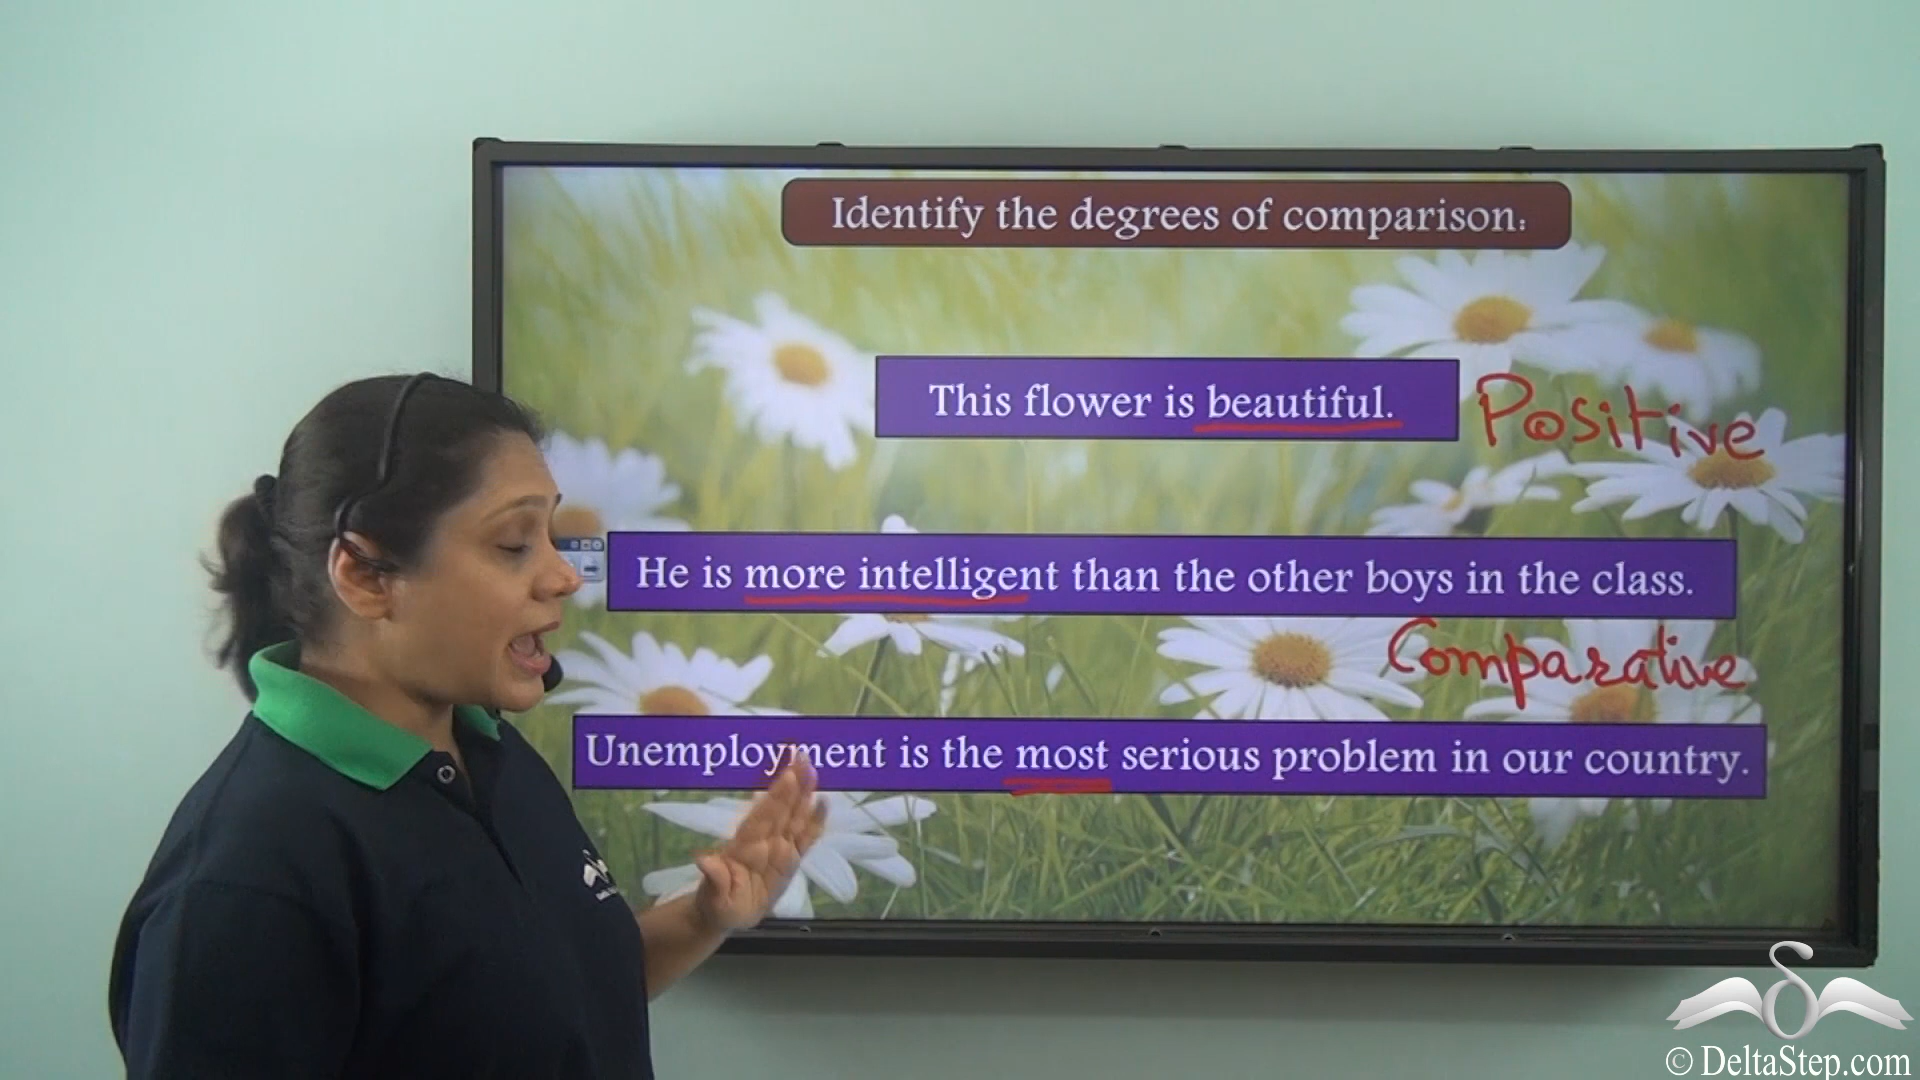 Identify the degrees of comparison:
This flower is beautiful.
Positive
He is more intelligent than the other boys in the class.
Comparative
Unemployment is the most serious problem in our country.
© DeltaStep.com